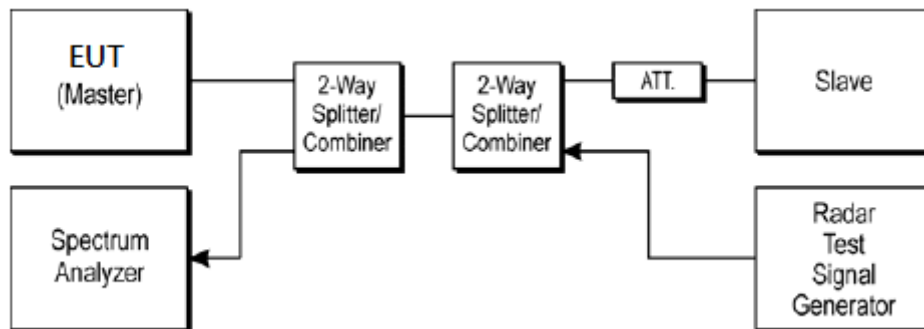 EUT
(Master)
2-Way
Splitter/
Combiner
2-Way
Splitter/
Combiner
ATT.
Slave
Spectrum
Analyzer
Radar
Test
Signal
Generator